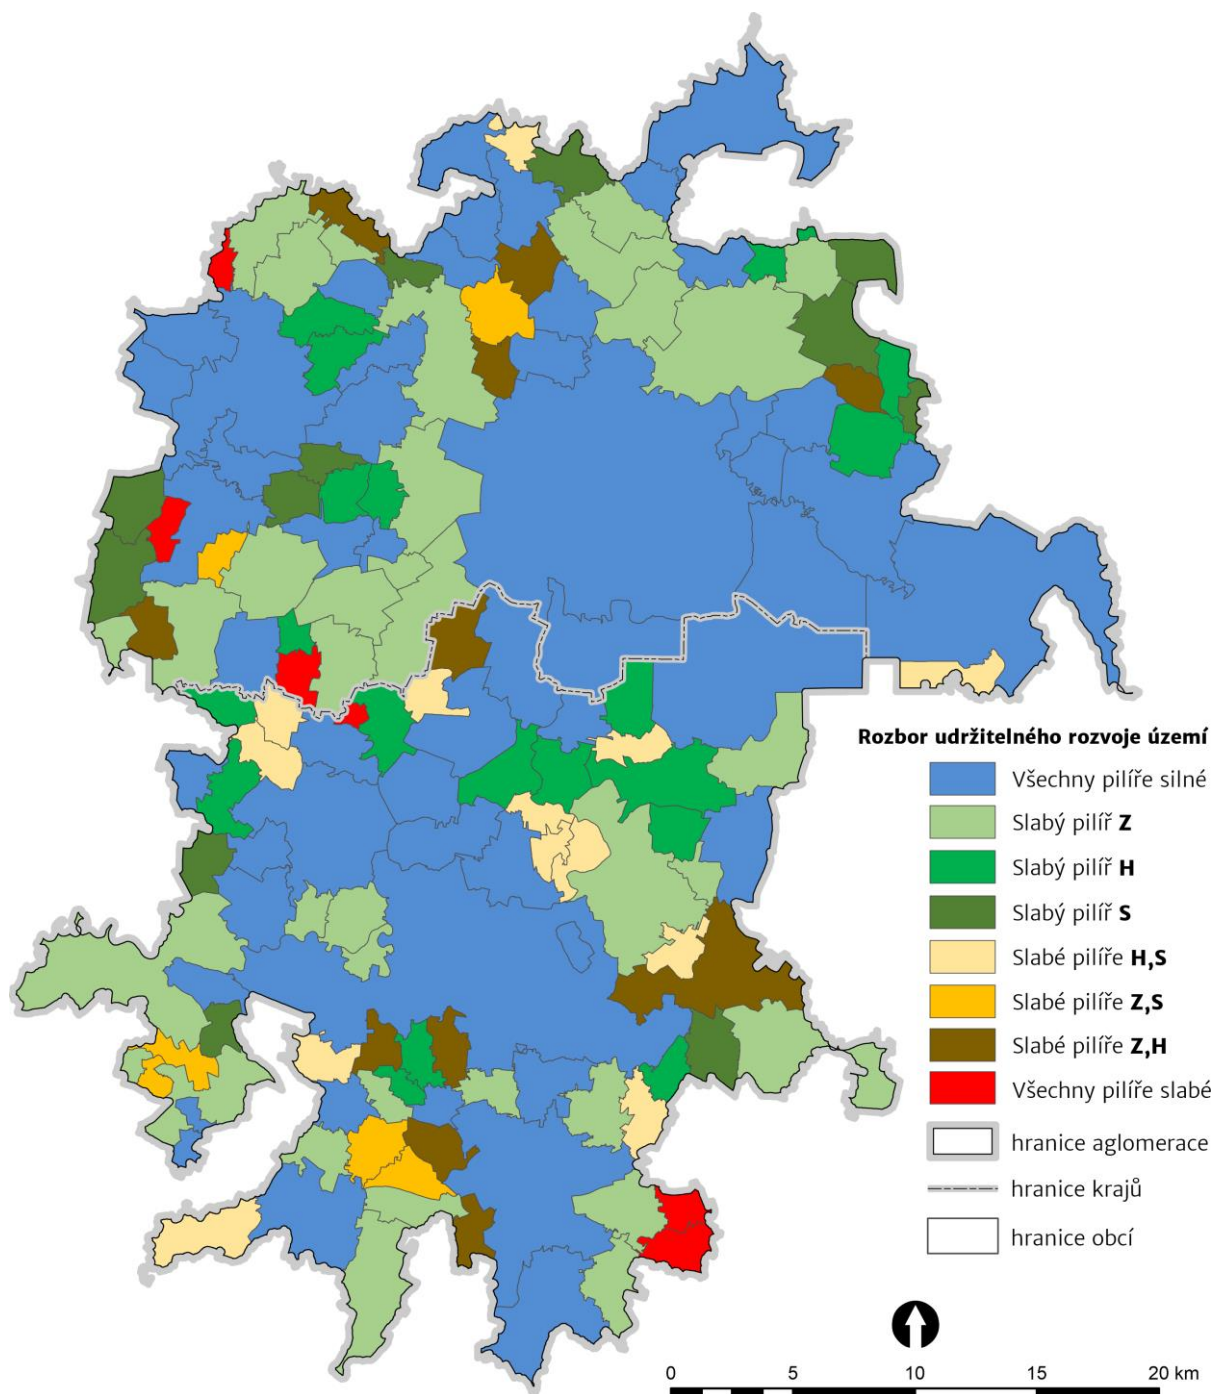 Rozbor udržitelného rozvoje území
Všechny pilíře silné
Slabý pilíř Z
Slabý pilíř H
Slabý pilíř S
Slabé pilíře H,S
Slabé pilíře Z,S
Slabé pilíře Z,H
Všechny pilíře slabé
hranice aglomerace
hranice krajů
hranice obcí
0 5 10 15 20 km